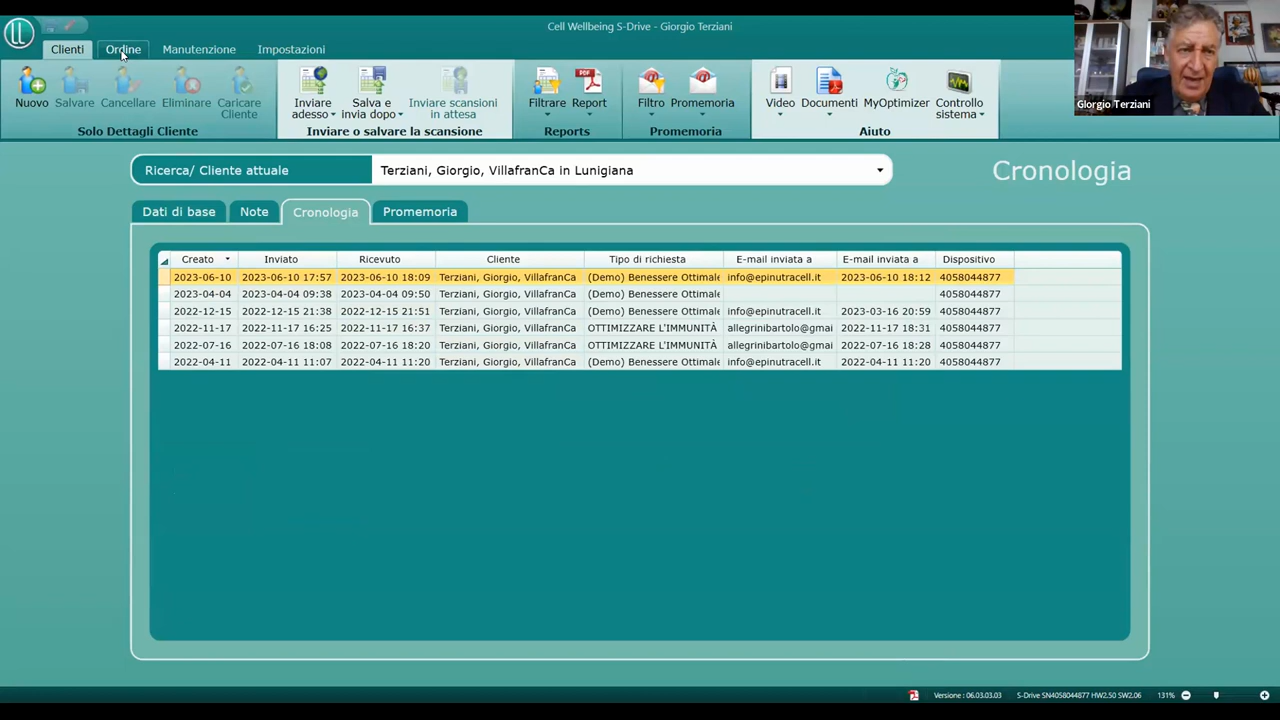 Cell Wellbeing S-Drive - Giorgio Terziani
Clienti Ordine Manutenzione Impostazioni
Nuovo Salvare Cancellare Eliminare Caricare Cliente
Solo Dettagli Cliente
Inviare adesso Salva e invia dopo Inviare scansioni in attesa
Inviare o salvare la scansione
Filtrare Report
Reports
Filtro Promemoria
Promemoria
Video Documenti MyOptimizer Controllo sistema
Aiuto
GIorgio Terziani
Ricerca/ Cliente attuale Terziani, Giorgio, VillafranCa in Lunigiana
Cronologia
Dati di base Note Cronologia Promemoria
Creato Inviato Ricevuto Cliente Tipo di richiesta E-mail inviata a E-mail inviata a Dispositivo
2023-06-10 2023-06-10 17:57 2023-06-10 18:09 Terziani, Giorgio, VillafranCa (Demo) Benessere Ottimale info@epinutracell.it 2023-06-10 18:12 4058044877
2023-04-04 2023-04-04 09:38 2023-04-04 09:50 Terziani, Giorgio, VillafranCa (Demo) Benessere Ottimale 4058044877
2022-12-15 2022-12-15 21:38 2022-12-15 21:51 Terziani, Giorgio, VillafranCa (Demo) Benessere Ottimale info@epinutracell.it 2023-03-16 20:59 4058044877
2022-11-17 2022-11-17 16:25 2022-11-17 16:37 Terziani, Giorgio, VillafranCa OTTIMIZZARE L'IMMUNITÀ allegrinibartolo@gmai 2022-11-17 18:31 4058044877
2022-07-16 2022-07-16 18:08 2022-07-16 18:20 Terziani, Giorgio, VillafranCa OTTIMIZZARE L'IMMUNITÀ allegrinibartolo@gmai 2022-07-16 18:28 4058044877
2022-04-11 2022-04-11 11:07 2022-04-11 11:20 Terziani, Giorgio, VillafranCa (Demo) Benessere Ottimale info@epinutracell.it 2022-04-11 11:20 4058044877
Versione : 06.03.03.03 S-Drive SN4058044877 HW2.50 SW2.06 131%